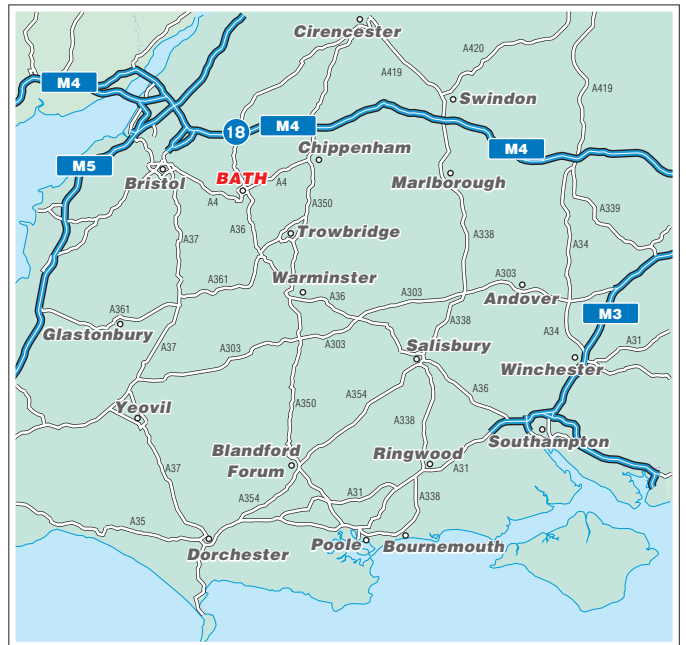 Cirencester
A420
A419
M4
Swindon
A419
18
M4
M4
Chippenham
M5
Bristol
BATH
A4
Marlborough
A4
A350
A339
A37
A36
Trowbridge
A338
A34
A361
Warminster
A303
A36
A303
Andover
A361
Glastonbury
A338
M3
A37
A303
A303
A34
A31
Salisbury
Winchester
A354
A36
A350
Yeovil
A338
Southampton
Blandford
Forum
Ringwood
A37
A31
A354
A31
A338
A35
Dorchester
Poole
Bournemouth